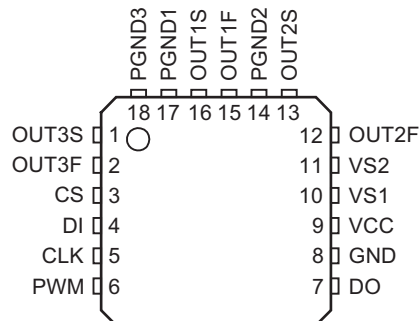 PGND3 PGND1 OUT1S OUT1F PGND2 OUT2S
18 17 16 15 14 13
OUT3S 1 12 OUT2F
OUT3F 2 11 VS2
CS 3 10 VS1
DI 4 9 VCC
CLK 5 8 GND
PWM 6 7 DO